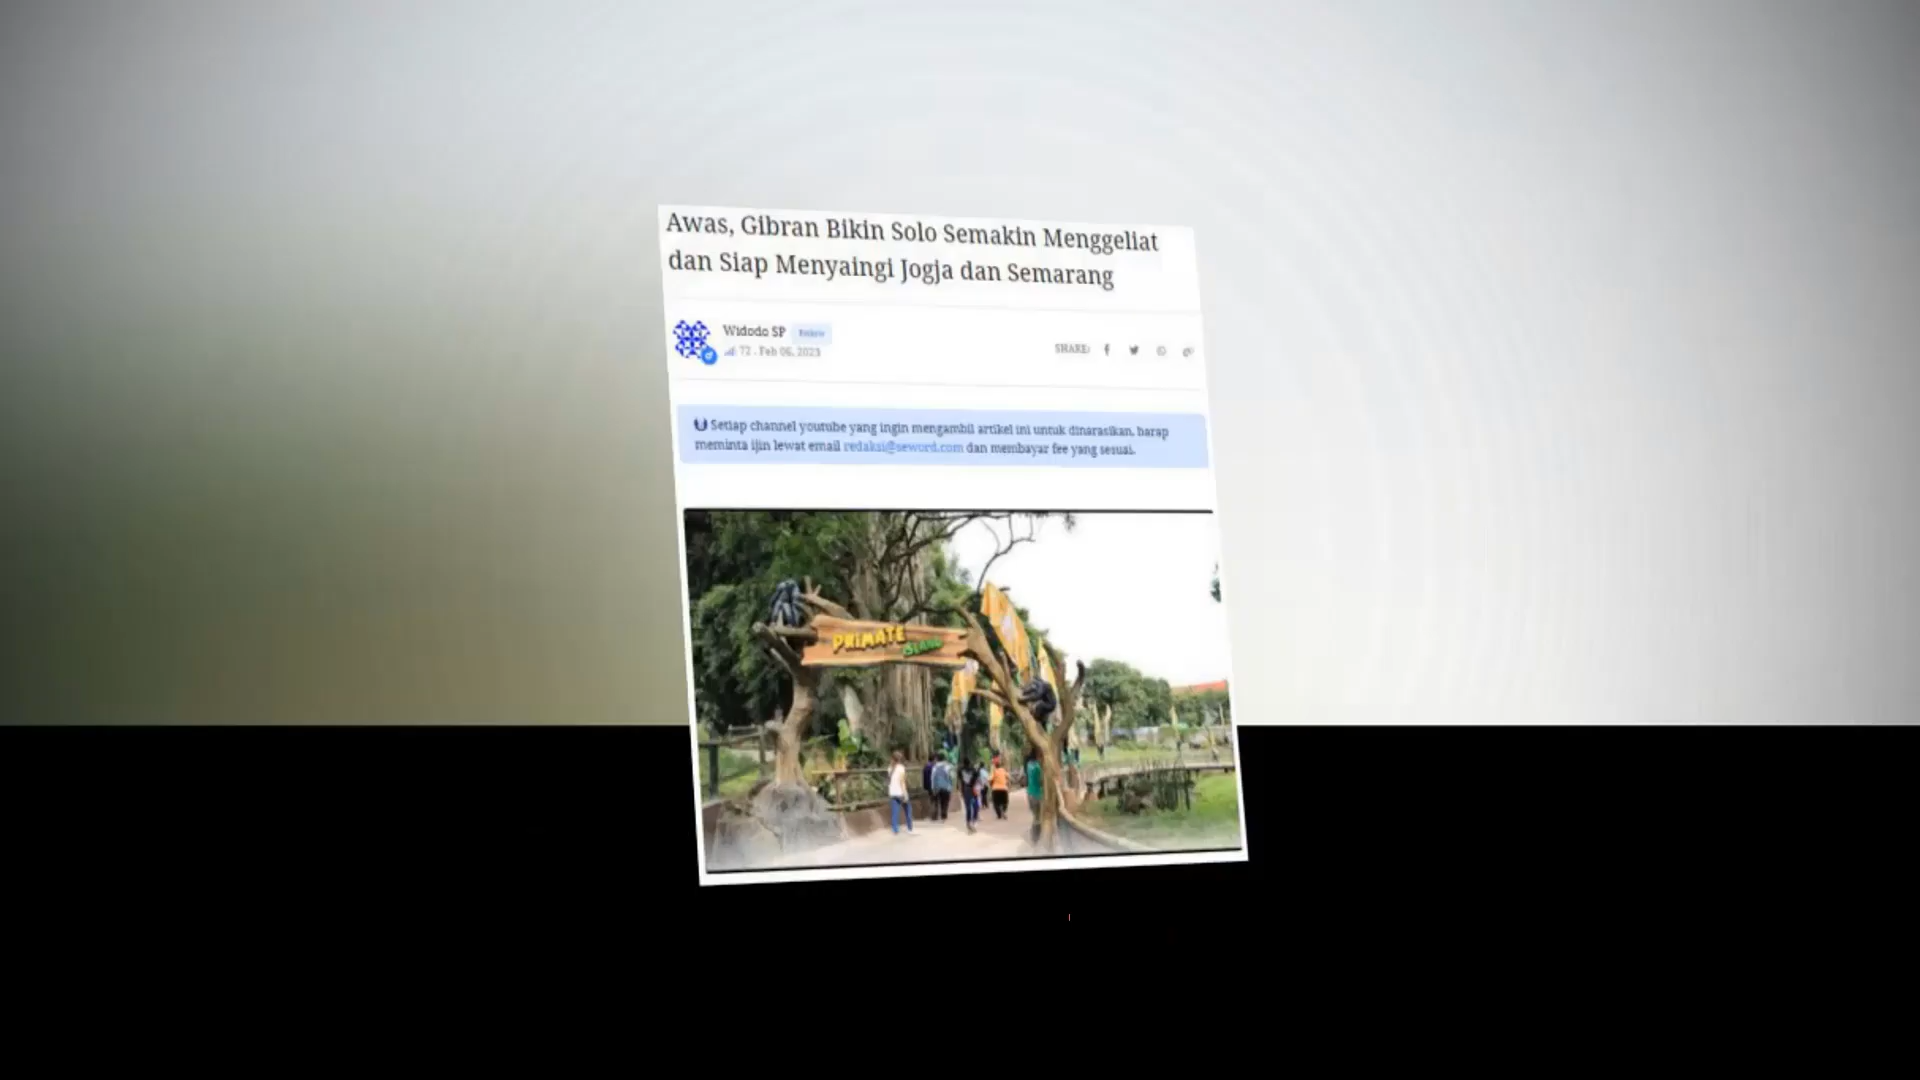 Awas, Gibran Bikin Solo Semakin Menggeliat
dan Siap Menyaingi Jogja dan Semarang
Widodo SP Follow
72 . Feb 06, 2023
SHARE:
Setiap channel youtube yang ingin mengambil artikel ini untuk dinarasikan, harap
meminta ijin lewat email redaksi@seword.com dan membayar fee yang sesuai.
PRIMATE
ISLAND